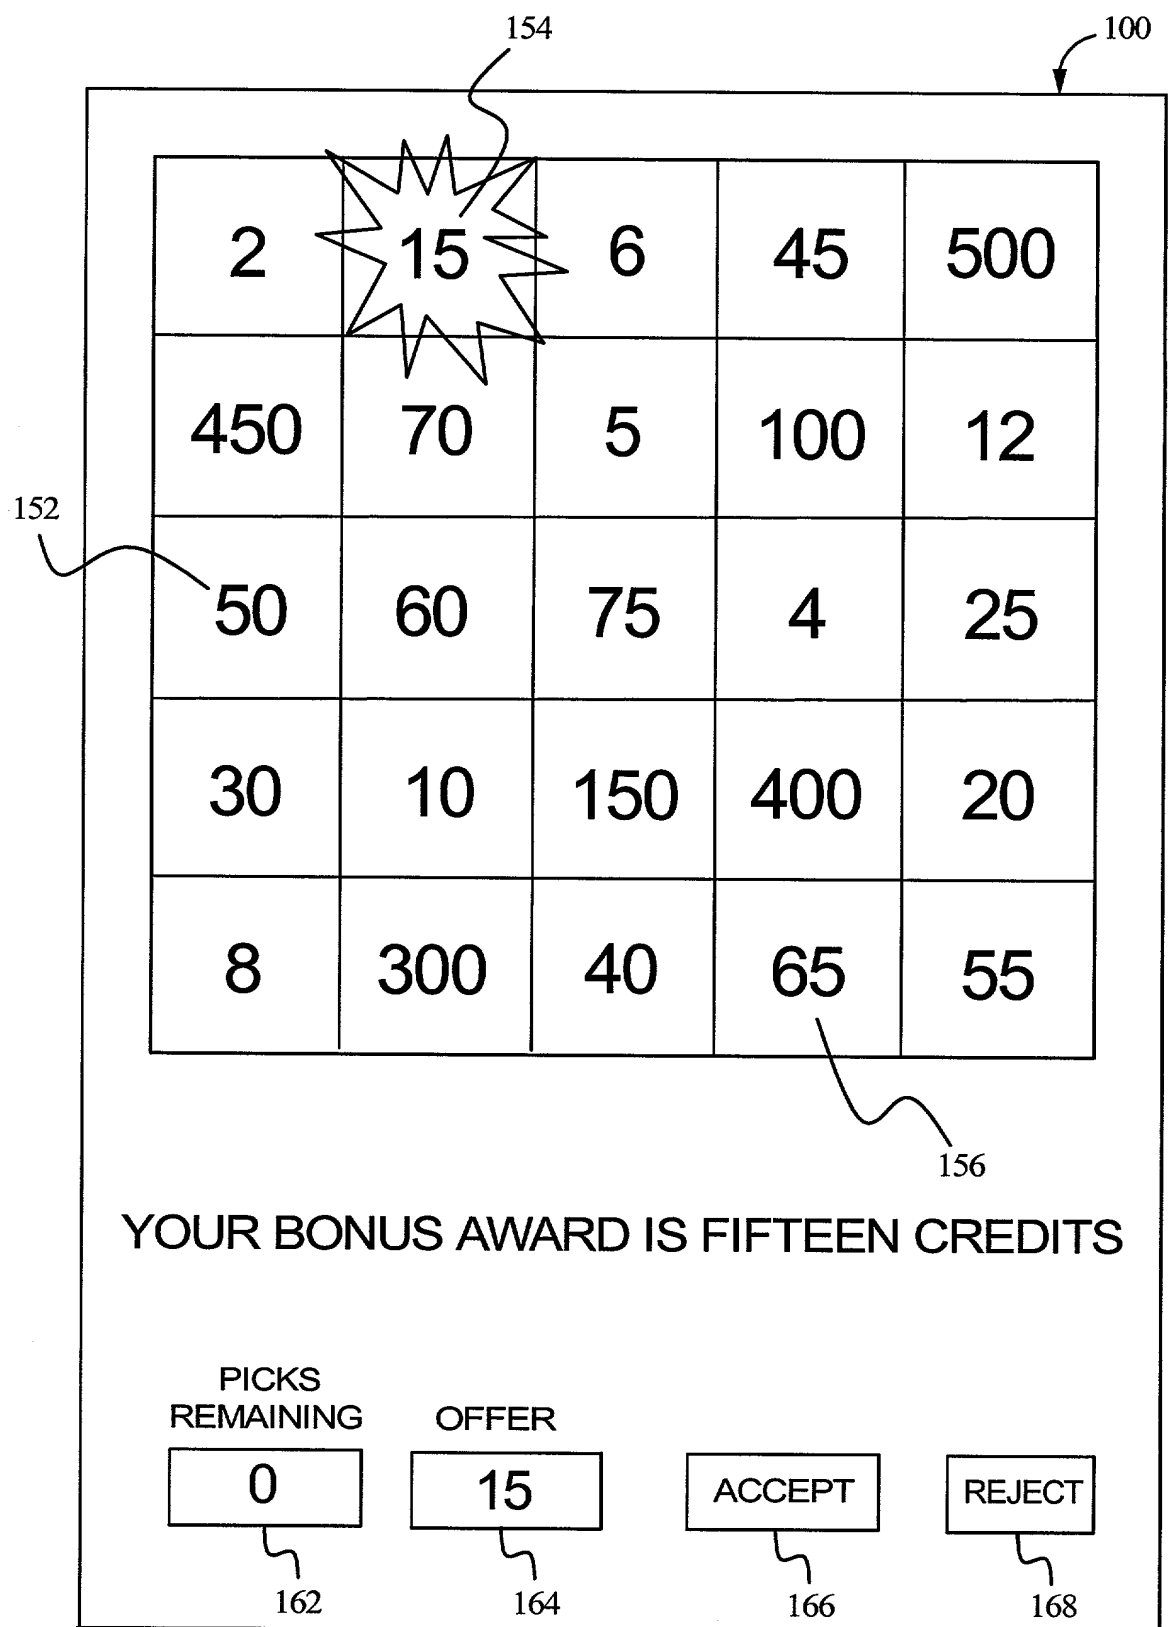 154
100
2 15 6 45 500
450 70 5 100 12
152
50 60 75 4 25
30 10 150 400 20
8 300 40 65 55
156
YOUR BONUS AWARD IS FIFTEEN CREDITS
PICKS
REMAINING OFFER
0 15 ACCEPT REJECT
162 164 166 168